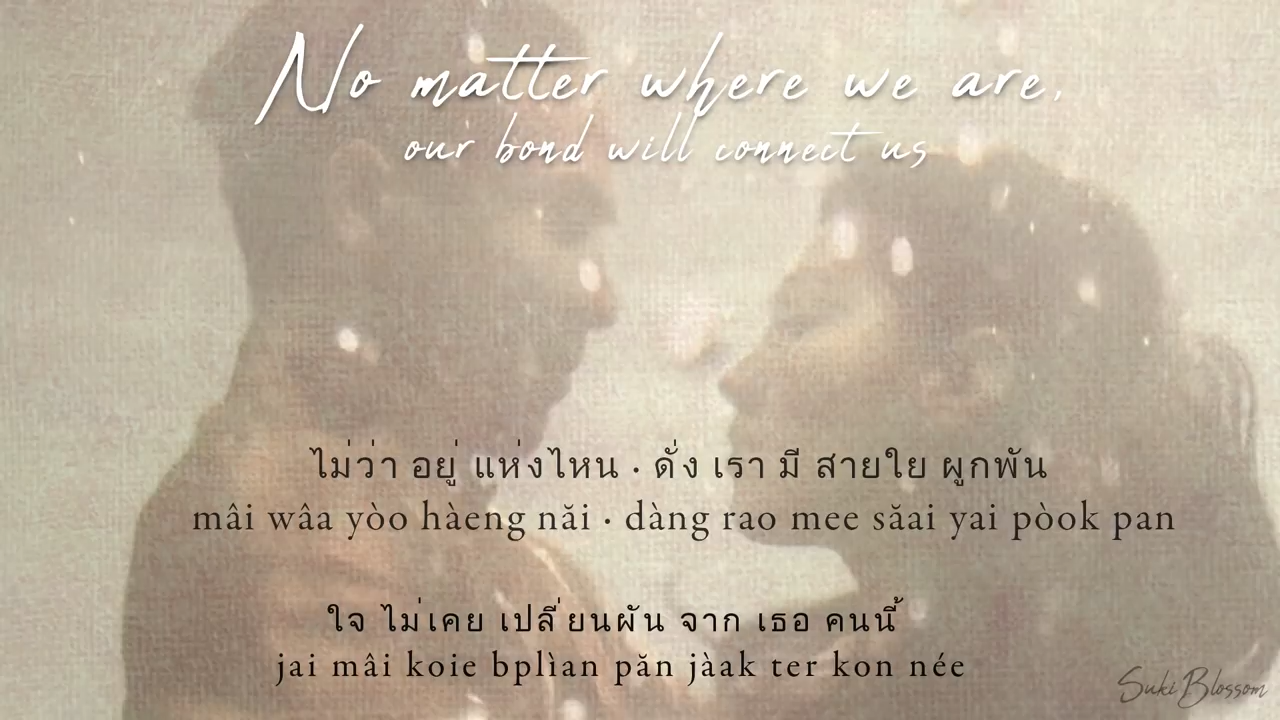 No matter where we are,
our bond will connect us
ไม่ว่า อยู่ แห่งไหน · ดั่ง เรา มี สายใย ผูกพัน
mâi wâa yòo hàeng năi · dàng rao mee săai yai pòok pan
ใจ ไม่เคย เปลี่ยนผัน จาก เธอ คนนี้
jai mâi koie bplìan păn jàak ter kon née
Suki Blossom